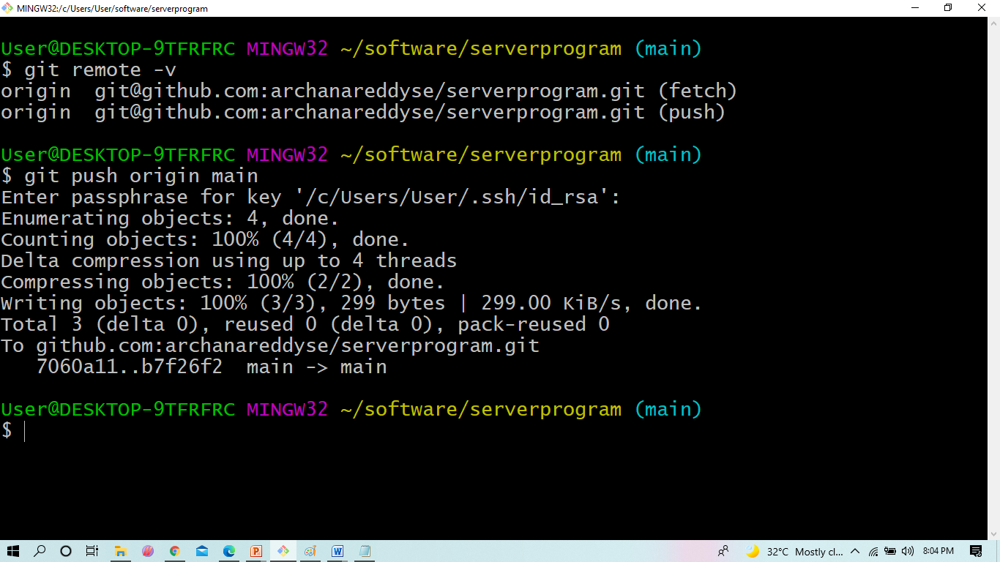 MINGW32:/c/Users/User/software/serverprogram
User@DESKTOP-9TFRFRC MINGW32 ~/software/serverprogram (main)
$ git remote -v
origin  git@github.com:archanareddyse/serverprogram.git (fetch)
origin  git@github.com:archanareddyse/serverprogram.git (push)
User@DESKTOP-9TFRFRC MINGW32 ~/software/serverprogram (main)
$ git push origin main
Enter passphrase for key '/c/Users/User/.ssh/id_rsa':
Enumerating objects: 4, done.
Counting objects: 100% (4/4), done.
Delta compression using up to 4 threads
Compressing objects: 100% (2/2), done.
Writing objects: 100% (3/3), 299 bytes | 299.00 KiB/s, done.
Total 3 (delta 0), reused 0 (delta 0), pack-reused 0
To github.com:archanareddyse/serverprogram.git
   7060a11..b7f26f2  main -> main
User@DESKTOP-9TFRFRC MINGW32 ~/software/serverprogram (main)
$
32°C Mostly cl... 8:04 PM